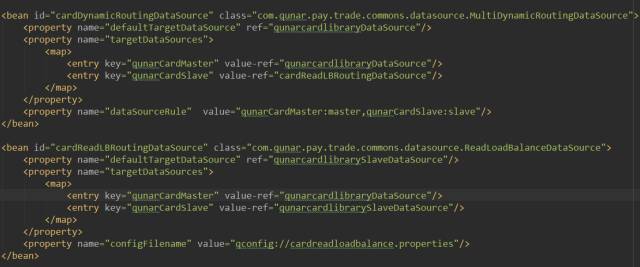 <bean id="cardDynamicRoutingDataSource" class="com.qunar.pay.trade.commons.datasource.MultiDynamicRoutingDataSource">
<property name="defaultTargetDataSource" ref="qunarcardlibraryDataSource"/>
<property name="targetDataSources">
<map>
<entry key="qunarCardMaster" value-ref="qunarcardlibraryDataSource"/>
<entry key="qunarCardSlave" value-ref="cardReadLBRoutingDataSource"/>
</map>
</property>
<property name="dataSourceRule" value="qunarCardMaster:master,qunarCardSlave:slave"/>
</bean>
<bean id="cardReadLBRoutingDataSource" class="com.qunar.pay.trade.commons.datasource.ReadLoadBalanceDataSource">
<property name="defaultTargetDataSource" ref="qunarcardlibrarySlaveDataSource"/>
<property name="targetDataSources">
<map>
<entry key="qunarCardMaster" value-ref="qunarcardlibraryDataSource"/>
<entry key="qunarCardSlave" value-ref="qunarcardlibrarySlaveDataSource"/>
</map>
</property>
<property name="configFilename" value="qconfig://cardreadloadbalance.properties"/>
</bean>